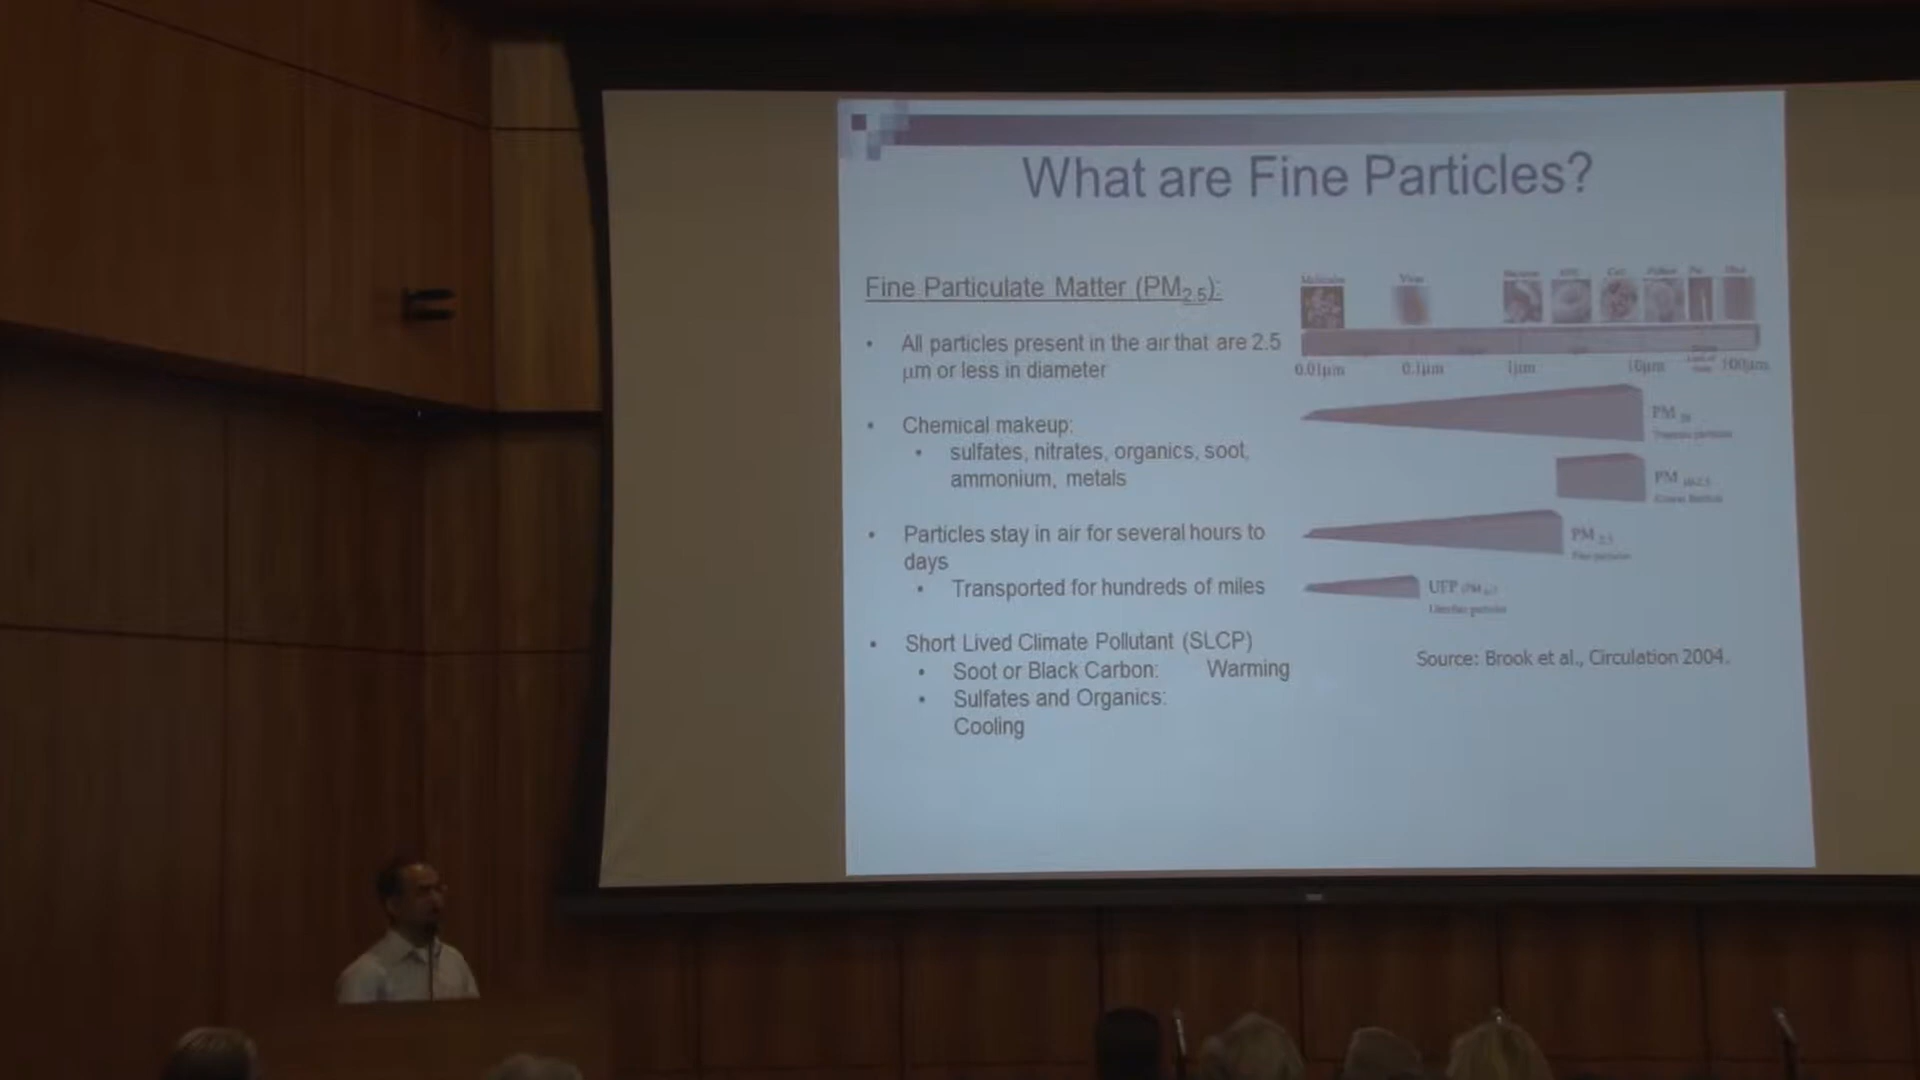 What are Fine Particles?
Fine Particulate Matter (PM2.5):
• All particles present in the air that are 2.5
μm or less in diameter
• Chemical makeup:
• sulfates, nitrates, organics, soot,
ammonium, metals
• Particles stay in air for several hours to
days
• Transported for hundreds of miles
• Short Lived Climate Pollutant (SLCP)
• Soot or Black Carbon: Warming
• Sulfates and Organics:
Cooling
Virus
0.01μm 0.1μm 1μm 10μm 100μm
PM
PM
PM 2.5
UFP
Source: Brook et al., Circulation 2004.